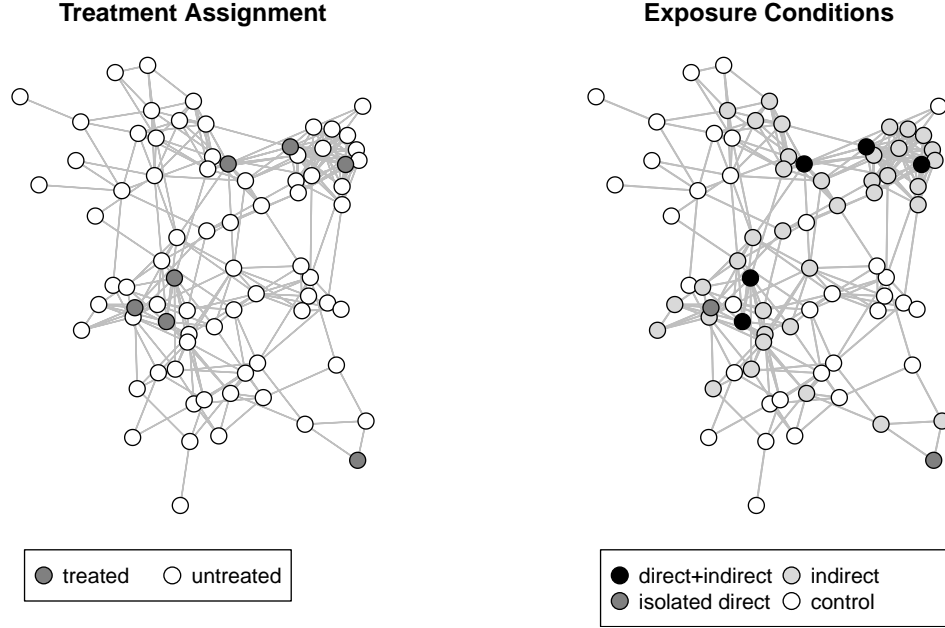 Treatment Assignment
Exposure Conditions
treated
untreated
direct+indirect
indirect
isolated direct
control